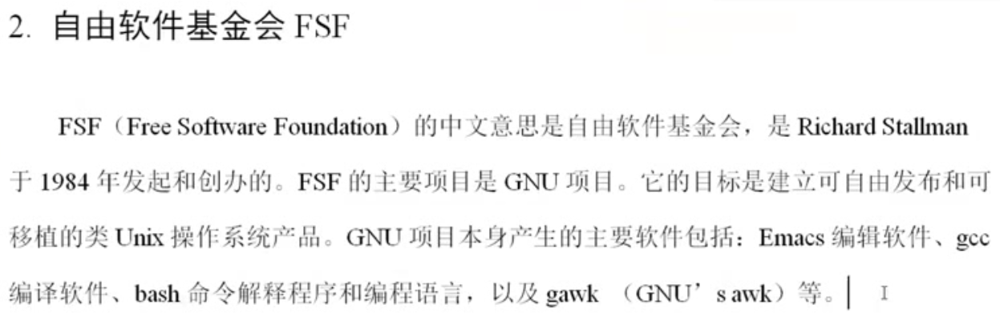 2. 自由软件基金会 FSF
FSF（Free Software Foundation）的中文意思是自由软件基金会，是 Richard Stallman
于 1984 年发起和创办的。FSF 的主要项目是 GNU 项目。它的目标是建立可自由发布和可
移植的类 Unix 操作系统产品。GNU 项目本身产生的主要软件包括：Emacs 编辑软件、gcc
编译软件、bash 命令解释程序和编程语言，以及 gawk （GNU’s awk）等。